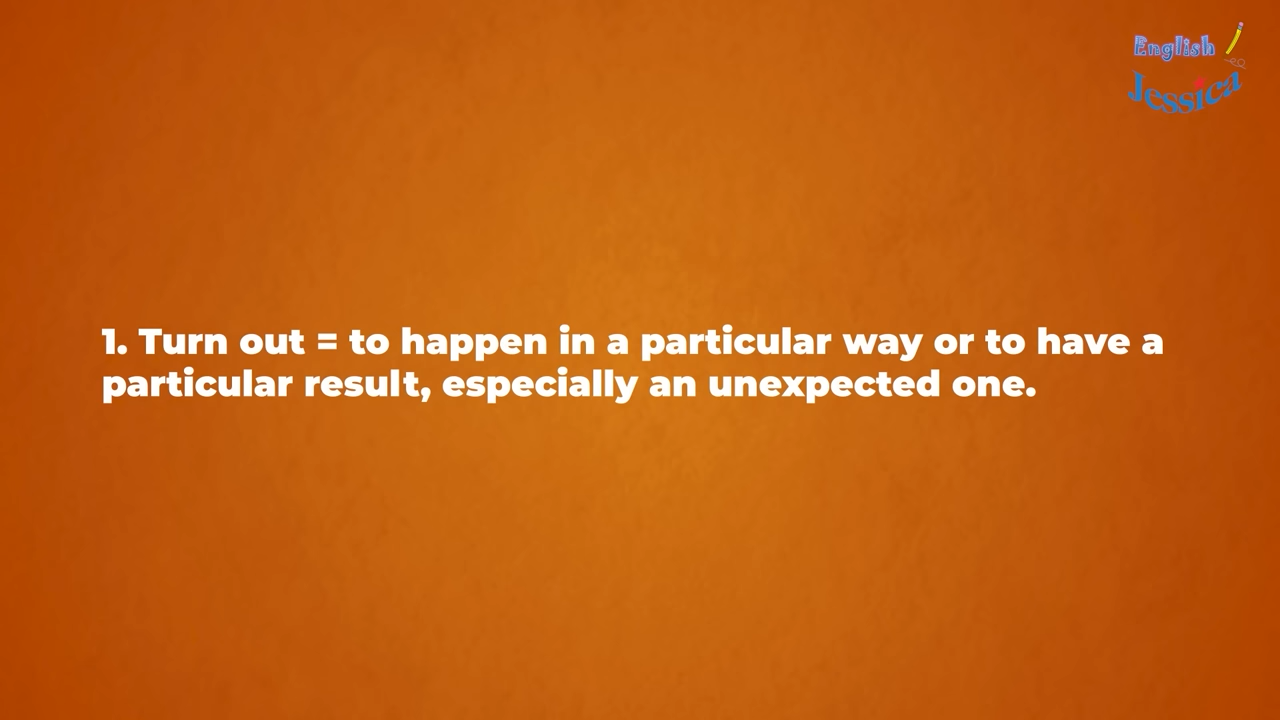 English
Jessica
1. Turn out = to happen in a particular way or to have a
particular result, especially an unexpected one.